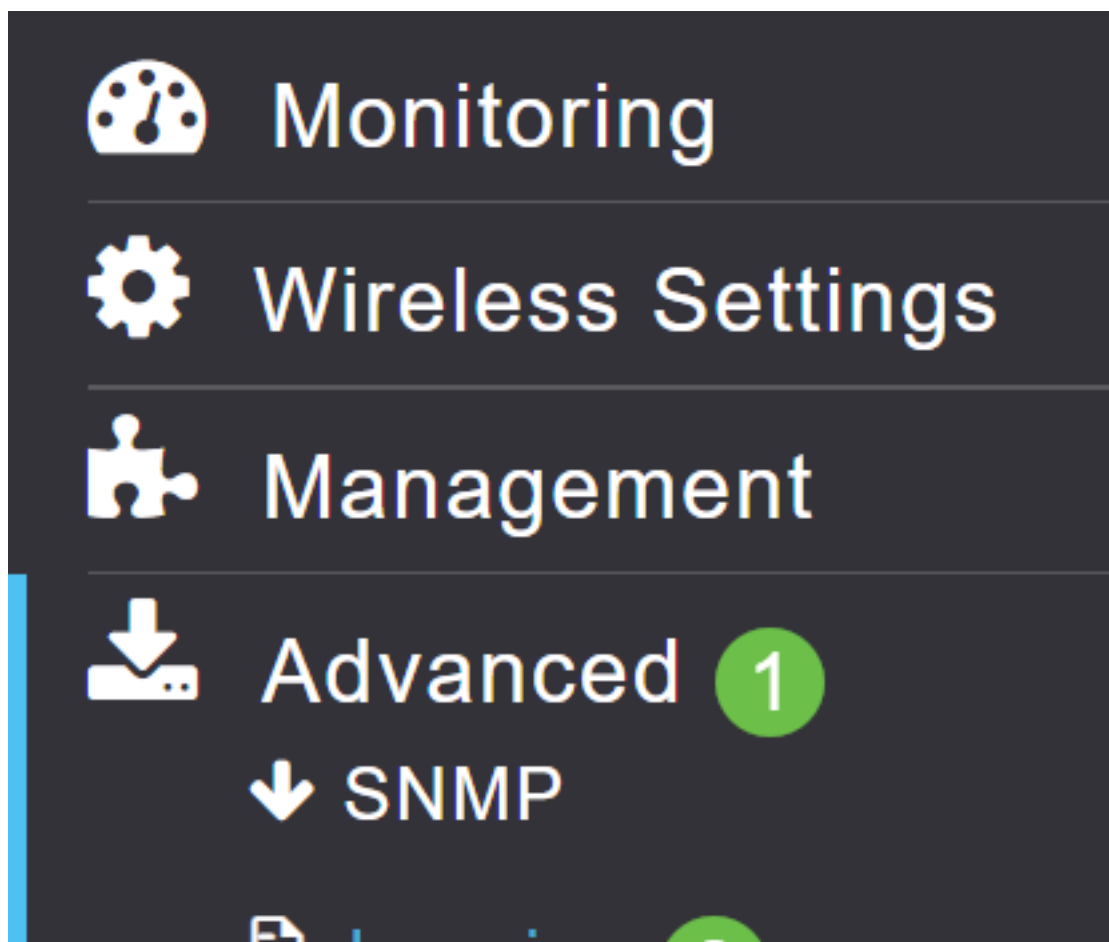 Monitoring
Wireless Settings
Management
Advanced 1
SNMP